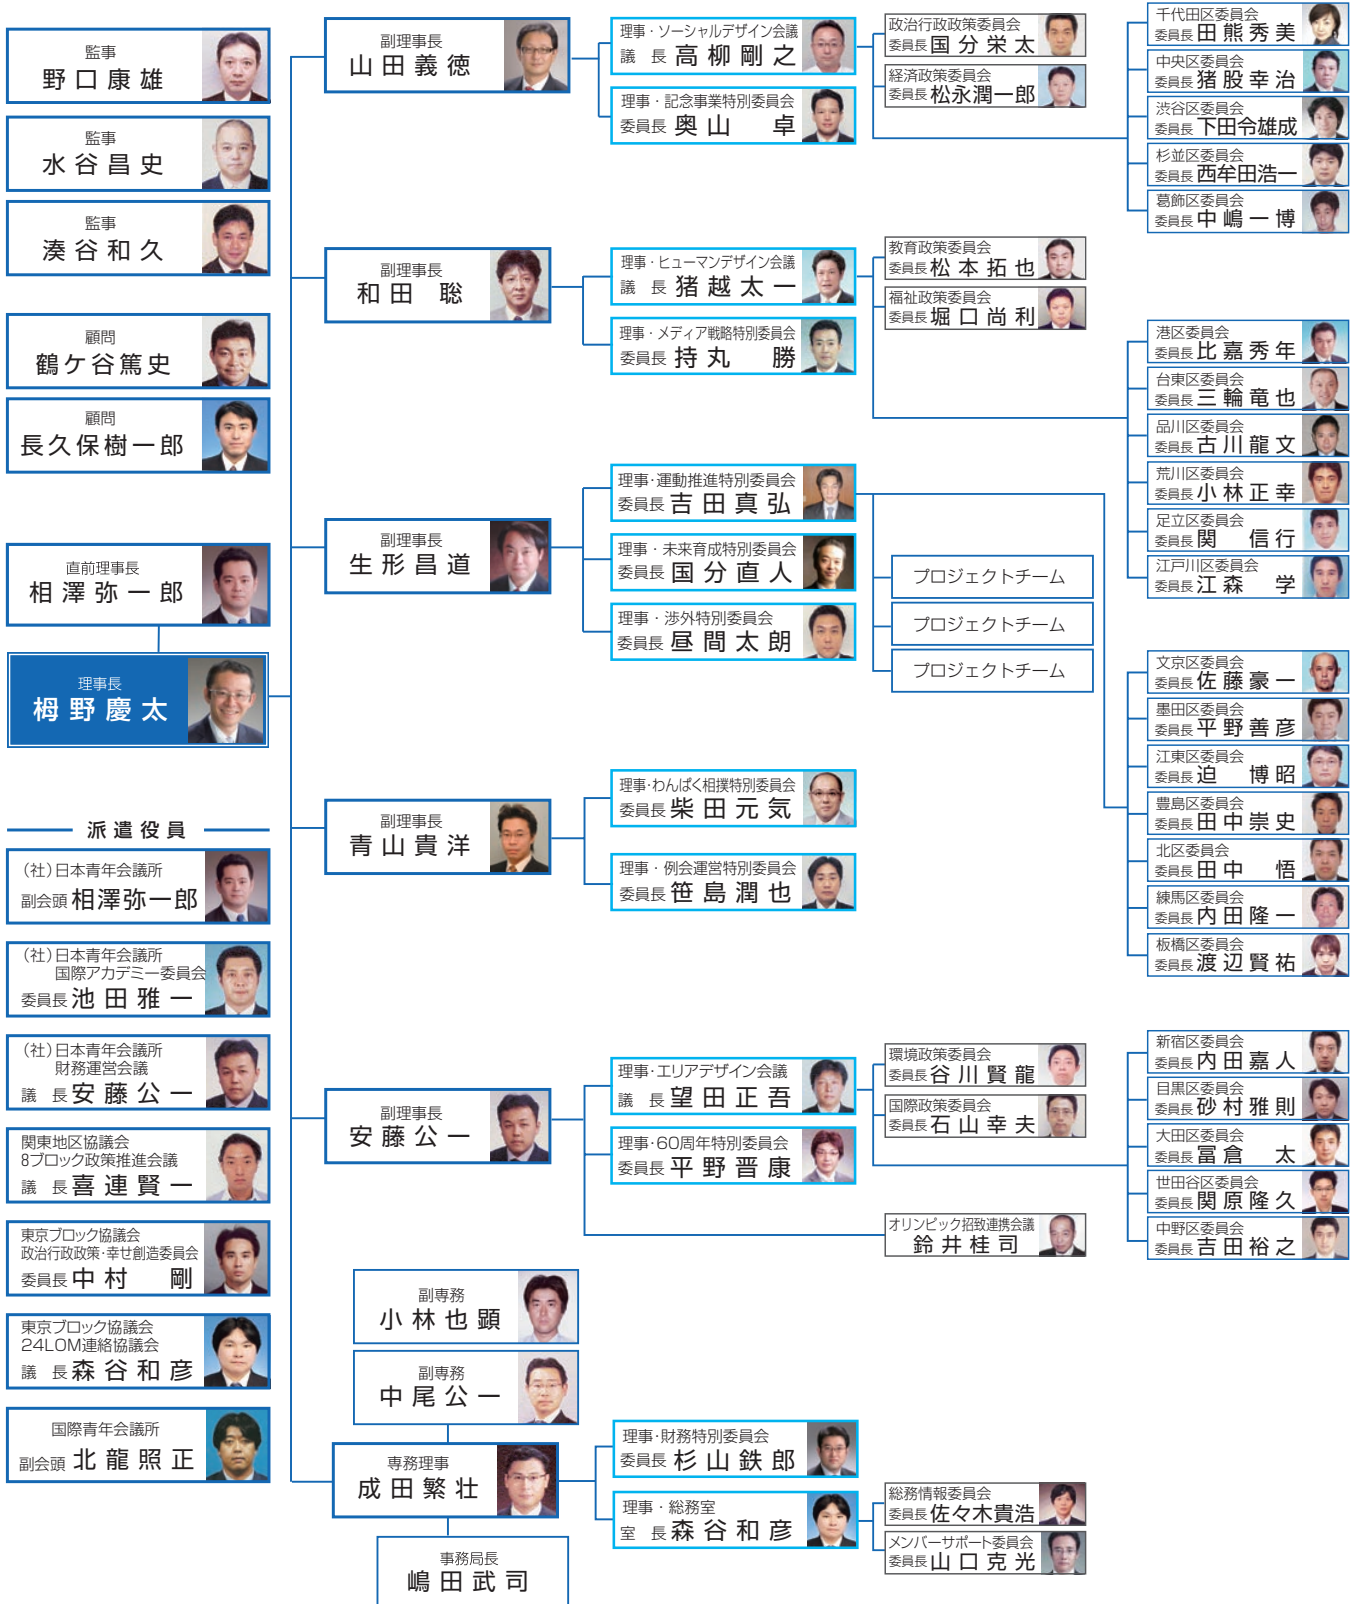 監事
野口康雄
監事
水谷昌史
監事
湊谷和久
顧問
鶴ケ谷篤史
顧問
長久保樹一郎
直前理事長
相澤弥一郎
理事長
栂野慶太
派遣役員
（社）日本青年会議所
副会頭 相澤弥一郎
（社）日本青年会議所
国際アカデミー委員会
委員長 池田雅一
（社）日本青年会議所
財務運営会議
議 長 安藤公一
関東地区協議会
8ブロック政策推進会議
議 長 喜連賢一
東京ブロック協議会
政治行政政策・幸せ創造委員会
委員長 中村 剛
東京ブロック協議会
24LOM連絡協議会
議 長 森谷和彦
国際青年会議所
副会頭 北龍照正
副理事長
山田義徳
理事・ソーシャルデザイン会議
議 長 高柳剛之
理事・記念事業特別委員会
委員長 奥山 卓
政治行政政策委員会
委員長 国分栄太
経済政策委員会
委員長 松永潤一郎
千代田区委員会
委員長 田熊秀美
中央区委員会
委員長 猪股幸治
渋谷区委員会
委員長 下田令雄成
杉並区委員会
委員長 西牟田浩一
葛飾区委員会
委員長 中嶋一博
副理事長
和田 聡
理事・ヒューマンデザイン会議
議 長 猪越太一
理事・メディア戦略特別委員会
委員長 持丸 勝
教育政策委員会
委員長 松本拓也
福祉政策委員会
委員長 堀口尚利
港区委員会
委員長 比嘉秀年
台東区委員会
委員長 三輪竜也
品川区委員会
委員長 古川龍文
荒川区委員会
委員長 小林正幸
足立区委員会
委員長 関 信行
江戸川区委員会
委員長 江森 学
副理事長
生形昌道
理事・運動推進特別委員会
委員長 吉田真弘
理事・未来育成特別委員会
委員長 国分直人
理事・渉外特別委員会
委員長 昼間太朗
プロジェクトチーム
プロジェクトチーム
プロジェクトチーム
文京区委員会
委員長 佐藤豪一
墨田区委員会
委員長 平野善彦
江東区委員会
委員長 迫 博昭
豊島区委員会
委員長 田中崇史
北区委員会
委員長 田中 悟
練馬区委員会
委員長 内田隆一
板橋区委員会
委員長 渡辺賢祐
副理事長
青山貴洋
理事・わんぱく相撲特別委員会
委員長 柴田元気
理事・例会運営特別委員会
委員長 笹島潤也
副理事長
安藤公一
理事・エリアデザイン会議
議 長 望田正吾
理事・60周年特別委員会
委員長 平野晋康
環境政策委員会
委員長 谷川賢龍
国際政策委員会
委員長 石山幸夫
オリンピック招致連携会議
鈴井桂司
新宿区委員会
委員長 内田嘉人
目黒区委員会
委員長 砂村雅則
大田区委員会
委員長 冨倉 太
世田谷区委員会
委員長 関原隆久
中野区委員会
委員長 吉田裕之
副専務
小林也顕
副専務
中尾公一
専務理事
成田繁壮
事務局長
嶋田武司
理事・財務特別委員会
委員長 杉山鉄郎
理事・総務室
室 長 森谷和彦
総務情報委員会
委員長 佐々木貴浩
メンバーサポート委員会
委員長 山口克光